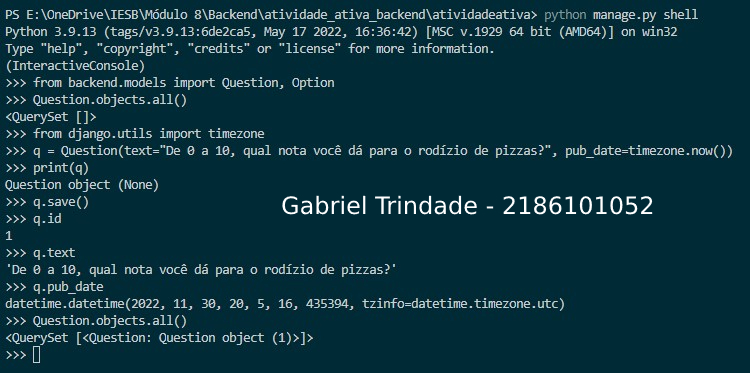 PS E:\OneDrive\IESB\Módulo 8\Backend\atividade_ativa_backend\atividadeativa> python manage.py shell
Python 3.9.13 (tags/v3.9.13:6de2ca5, May 17 2022, 16:36:42) [MSC v.1929 64 bit (AMD64)] on win32
Type "help", "copyright", "credits" or "license" for more information.
(InteractiveConsole)
>>> from backend.models import Question, Option
>>> Question.objects.all()
<QuerySet []>
>>> from django.utils import timezone
>>> q = Question(text="De 0 a 10, qual nota você dá para o rodízio de pizzas?", pub_date=timezone.now())
>>> print(q)
Question object (None)
>>> q.save()
Gabriel Trindade - 2186101052
>>> q.id
1
>>> q.text
'De 0 a 10, qual nota você dá para o rodízio de pizzas?'
>>> q.pub_date
datetime.datetime(2022, 11, 30, 20, 5, 16, 435394, tzinfo=datetime.timezone.utc)
>>> Question.objects.all()
<QuerySet [<Question: Question object (1)>]>
>>>